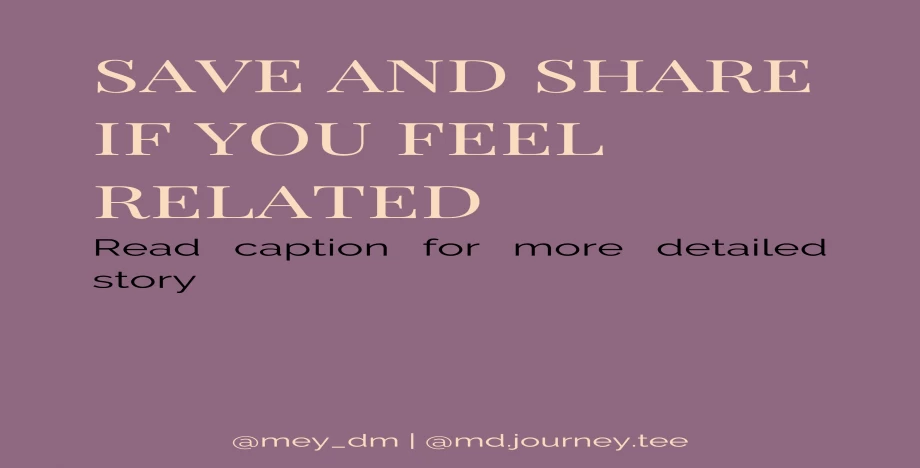 SAVE AND SHARE
IF YOU FEEL
RELATED
Read caption for more detailed
story
@mey_dm | @md.journey.tee